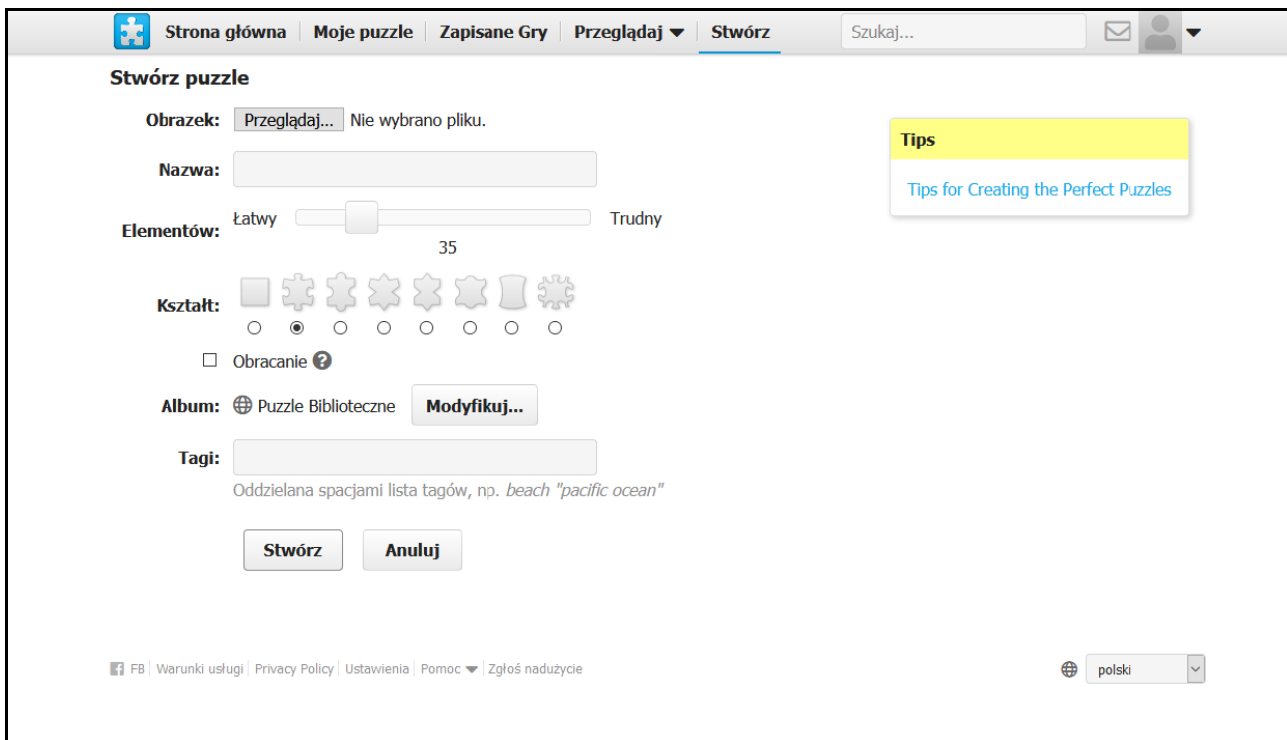 Strona główna Moje puzzle Zapisane Gry Przeglądaj Stwórz Szukaj...
Stwórz puzzle
Obrazek: Przeglądaj... Nie wybrano pliku.
Tips
Nazwa:
Tips for Creating the Perfect Puzzles
Elementów: Łatwy Trudny
35
Kształt:
Obracanie ?
Album: Puzzle Biblioteczne Modyfikuj...
Tagi:
Oddzielana spacjami lista tagów, np. beach "pacific ocean"
Stwórz Anuluj
FB Warunki usługi Privacy Policy Ustawienia Pomoc Zgłoś nadużycie polski